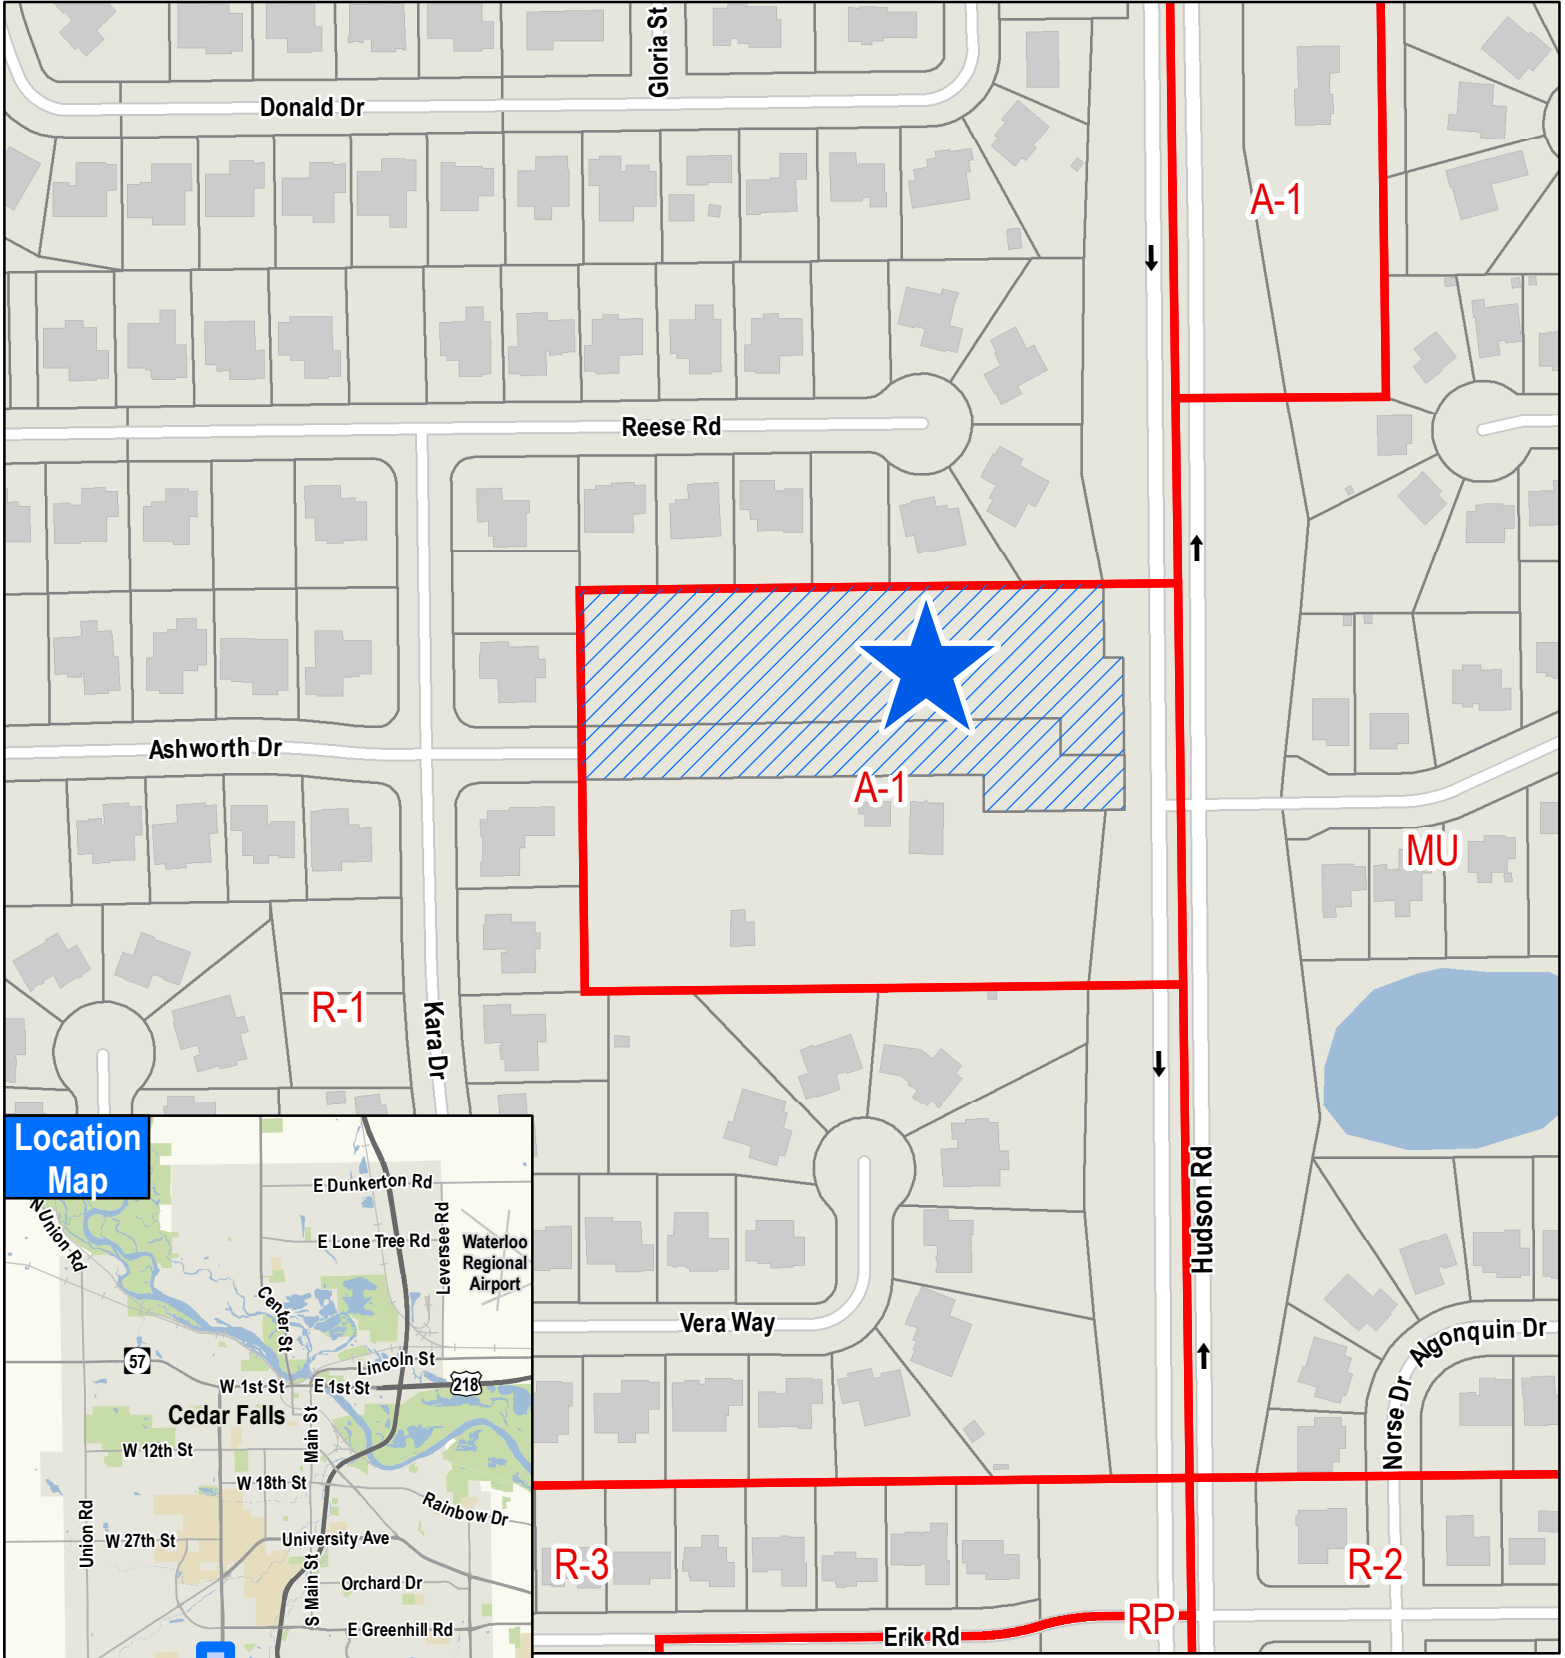 Gloria St
Donald Dr
A-1
Reese Rd
Ashworth Dr
A-1
MU
R-1
Kara Dr
Location
Map
Hudson Rd
E Dunkerton Rd
N Union Rd
Leversee Rd
E Lone Tree Rd
Waterloo
Regional
Airport
Center St
Vera Way
Algonquin Dr
57
Lincoln St
W 1st St
E 1st St
218
Cedar Falls
Main St
Norse Dr
W 12th St
W 18th St
Rainbow Dr
Union Rd
W 27th St
University Ave
R-3
R-2
Orchard Dr
S Main St
RP
E Greenhill Rd
Erik Rd